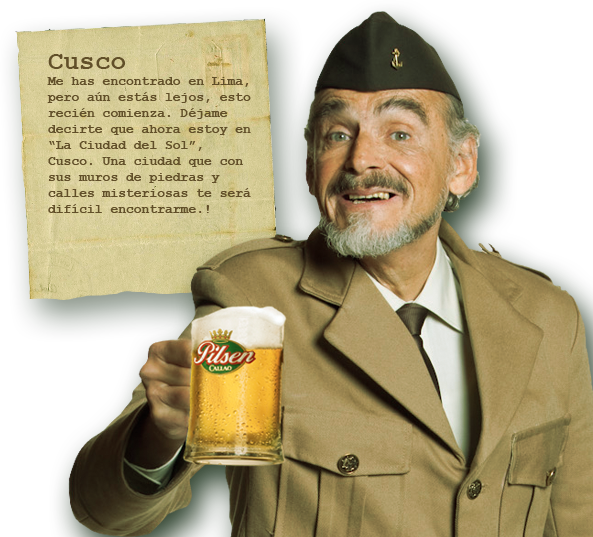 Cusco
Me has encontrado en Lima,
pero aún estás lejos, esto
recién comienza. Déjame
decirte que ahora estoy en
“La Ciudad del Sol”,
Cusco. Una ciudad que con
sus muros de piedras y
calles misteriosas te será
difícil encontrarme.!
Pilsen
CALLAO